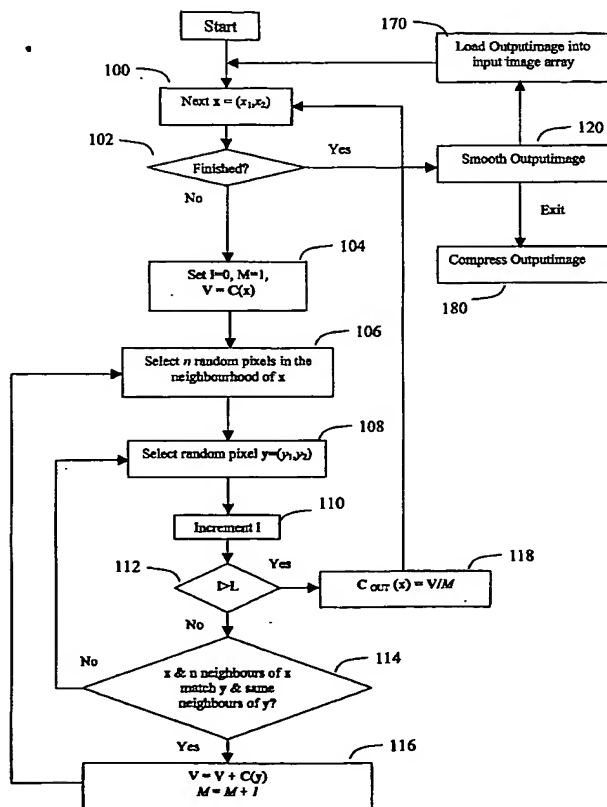 Start
170
Load Outputimage into
input image array
100
Next x = (x₁,x₂)
102
Finished?
Yes
No
120
Smooth Outputimage
Exit
Compress Outputimage
180
104
Set I=0, M=1,
V = C(x)
106
Select n random pixels in the
neighbourhood of x
108
Select random pixel y=(y₁,y₂)
110
Increment I
112
I>L
Yes
118
C OUT (x) = V/M
No
No
114
x & n neighbours of x
match y & same
neighbours of y?
Yes
116
V = V + C(y)
M = M + 1